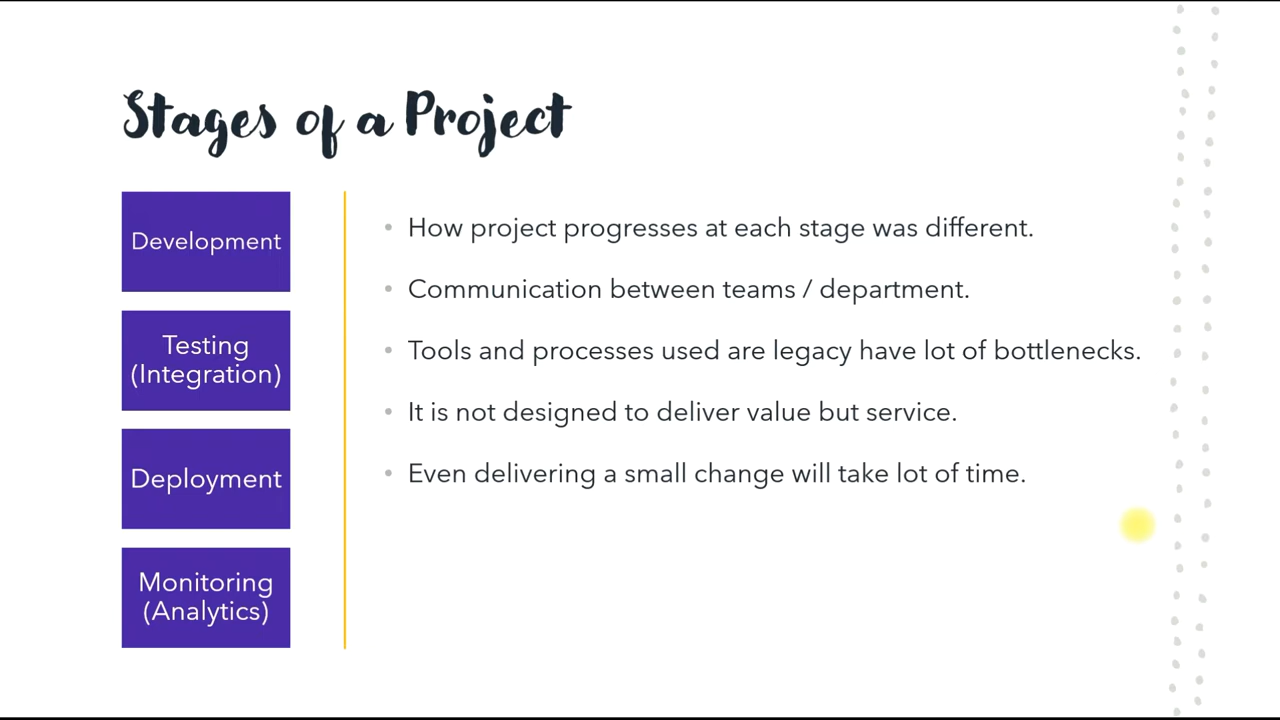 Stages of a Project
Development
Testing
(Integration)
Deployment
Monitoring
(Analytics)
• How project progresses at each stage was different.
• Communication between teams / department.
• Tools and processes used are legacy have lot of bottlenecks.
• It is not designed to deliver value but service.
• Even delivering a small change will take lot of time.